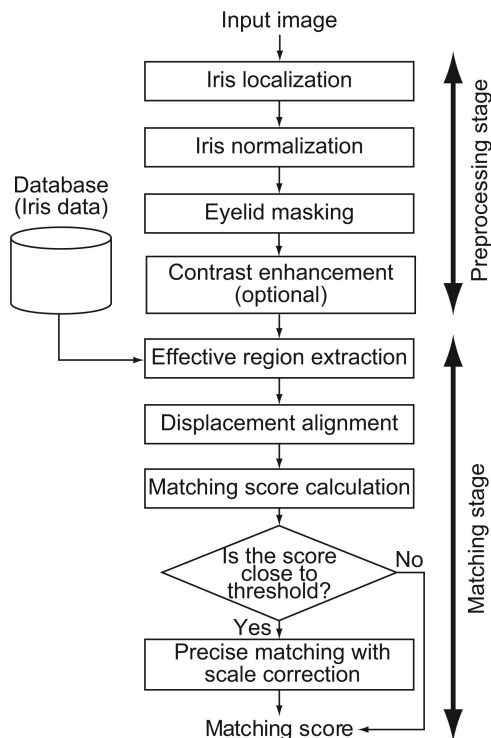 Input image
Iris localization
Iris normalization
Database
(Iris data)
Eyelid masking
Contrast enhancement
(optional)
Preprocessing stage
Effective region extraction
Displacement alignment
Matching score calculation
Is the score
close to
threshold?
No
Yes
Precise matching with
scale correction
Matching score
Matching stage